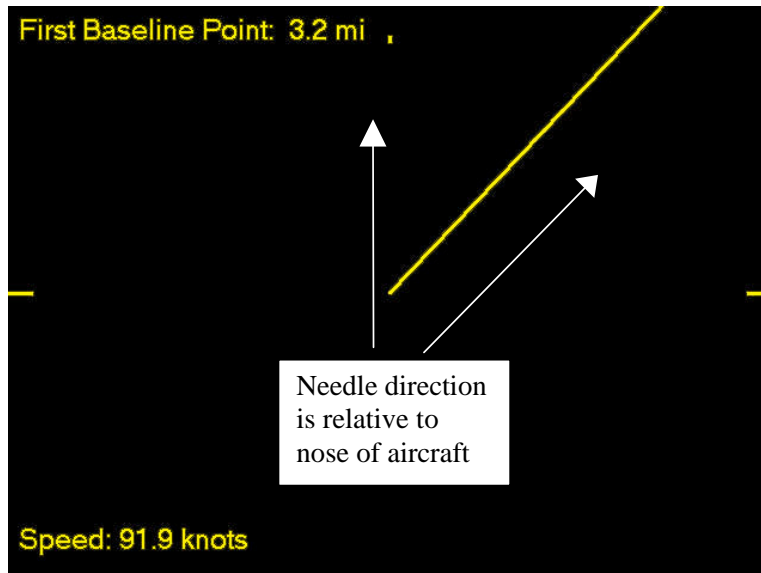 First Baseline Point: 3.2 mi
Needle direction
is relative to
nose of aircraft
Speed: 91.9 knots